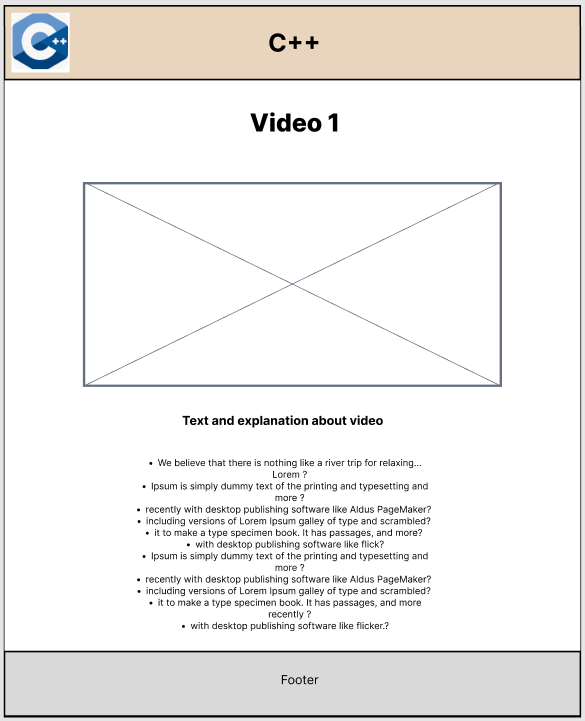 C++
C++
Video 1
Text and explanation about video
• We believe that there is nothing like a river trip for relaxing...
Lorem ?
• Ipsum is simply dummy text of the printing and typesetting and
more ?
• recently with desktop publishing software like Aldus PageMaker?
• including versions of Lorem Ipsum galley of type and scrambled?
• it to make a type specimen book. It has passages, and more?
• with desktop publishing software like flick?
• Ipsum is simply dummy text of the printing and typesetting and
more ?
• recently with desktop publishing software like Aldus PageMaker?
• including versions of Lorem Ipsum galley of type and scrambled?
• it to make a type specimen book. It has passages, and more
recently ?
• with desktop publishing software like flicker.?
Footer